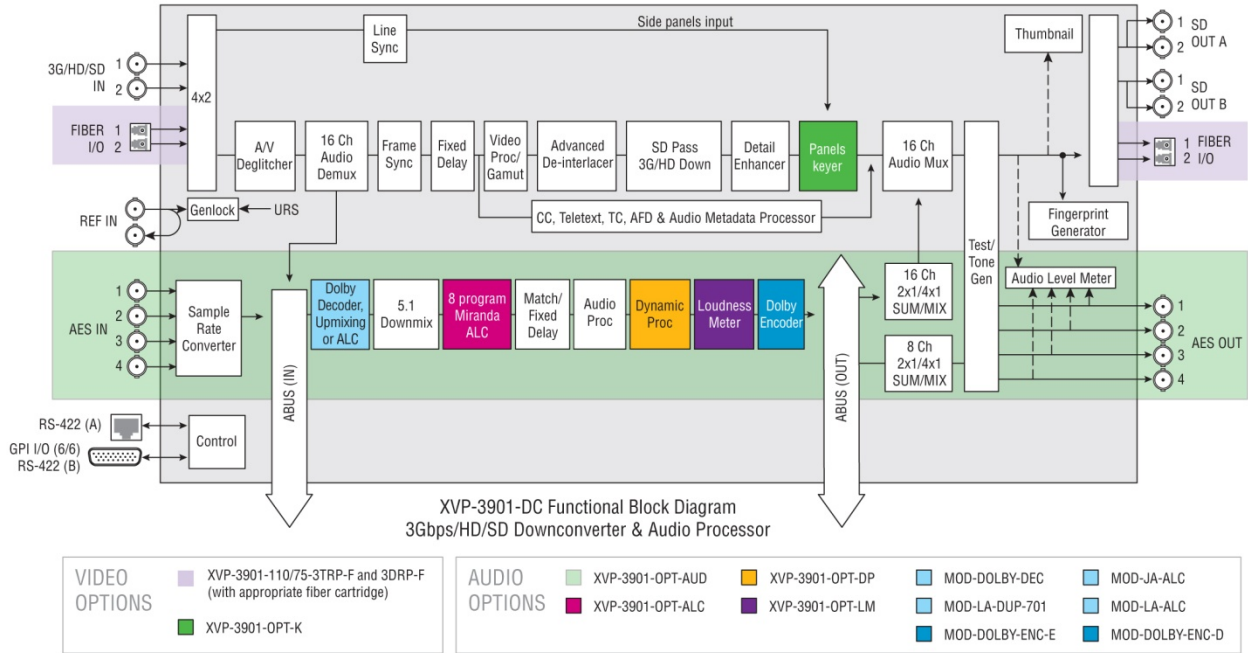 Side panels input
Line
Sync
Thumbnail
1 SD
OUT A
2
1 SD
OUT B
2
3G/HD/SD 1
IN 2
4x2
FIBER 1
I/O 2
1 FIBER
2 I/O
A/V
Deglitcher
16 Ch
Audio
Demux
Frame
Sync
Fixed
Delay
Video
Proc/
Gamut
Advanced
De-interlacer
SD Pass
3G/HD Down
Detail
Enhancer
Panels
keyer
16 Ch
Audio Mux
REF IN
Genlock
URS
CC, Teletext, TC, AFD & Audio Metadata Processor
Fingerprint
Generator
Test/
Tone
Gen
Audio Level Meter
AES IN
1
2
3
4
Sample
Rate
Converter
ABUS (IN)
Dolby
Decoder,
Upmixing
or ALC
5.1
Downmix
8 program
Miranda
ALC
Match/
Fixed
Delay
Audio
Proc
Dynamic
Proc
Loudness
Meter
Dolby
Encoder
ABUS (OUT)
16 Ch
2x1/4x1
SUM/MIX
8 Ch
2x1/4x1
SUM/MIX
1
2
3
4
AES OUT
RS-422 (A)
GPI I/O (6/6)
RS-422 (B)
Control
XVP-3901-DC Functional Block Diagram
3Gbps/HD/SD Downconverter & Audio Processor
VIDEO
OPTIONS
XVP-3901-110/75-3TRP-F and 3DRP-F
(with appropriate fiber cartridge)
XVP-3901-OPT-K
AUDIO
OPTIONS
XVP-3901-OPT-AUD
XVP-3901-OPT-ALC
XVP-3901-OPT-DP
XVP-3901-OPT-LM
MOD-DOLBY-DEC
MOD-LA-DUP-701
MOD-DOLBY-ENC-E
MOD-JA-ALC
MOD-LA-ALC
MOD-DOLBY-ENC-D